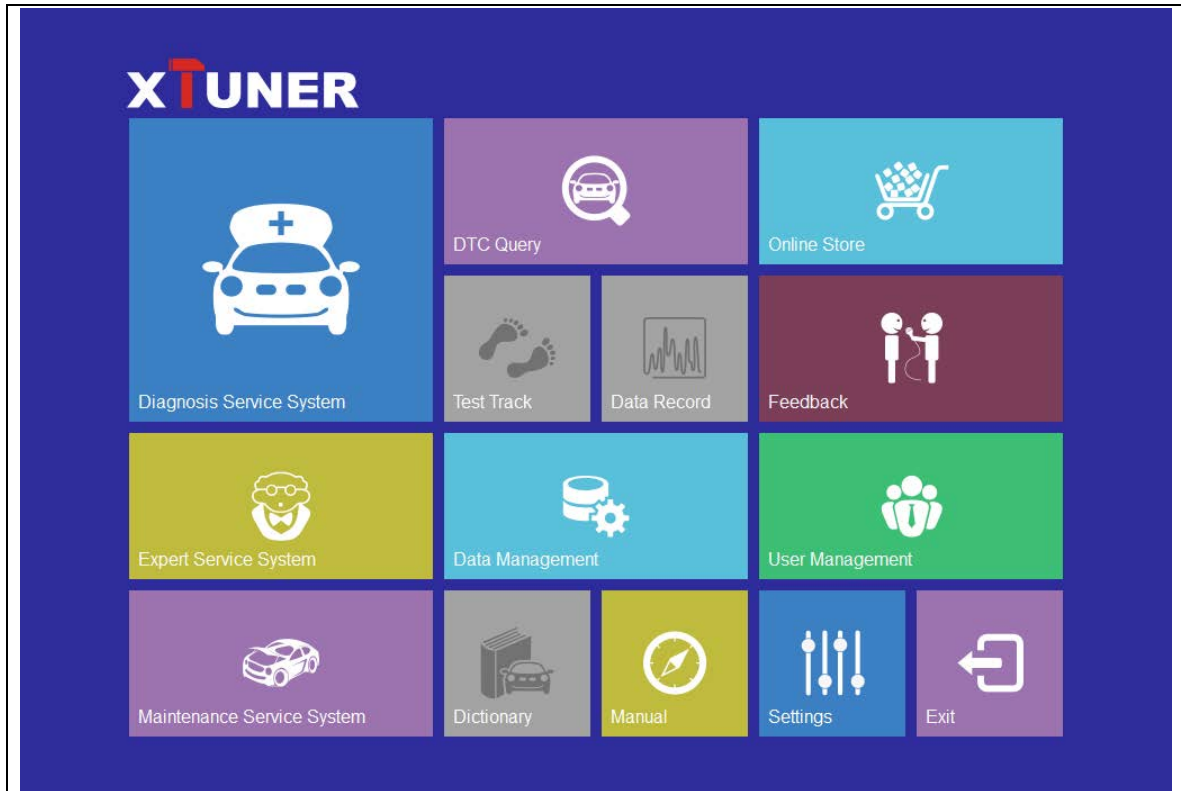 XTUNER
DTC Query
Online Store
Diagnosis Service System
Test Track
Data Record
Feedback
Expert Service System
Data Management
User Management
Maintenance Service System
Dictionary
Manual
Settings
Exit